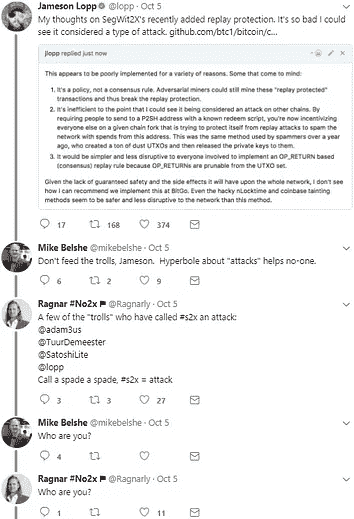 Jameson Lopp @lopp · Oct 5
My thoughts on SegWit2X's recently added replay protection. It's so bad I could
see it considered a type of attack. github.com/btc1/bitcoin/c...
jlopp replied just now
This appears to be poorly implemented for a variety of reasons. Some that come to mind:
1. It's a policy, not a consensus rule. Adversarial miners could still mine these "replay protected"
transactions and thus break the replay protection.
2. It's inefficient to the point that I could see it being considered an attack on other chains. By
requiring people to send to a P2SH address with a known redeem script, you're now incentivizing
everyone else on a given chain fork that is trying to protect itself from replay attacks to spam the
network with spends from this address. This was the same method used by spammers over a year
ago, who created a ton of dust UTXOs and then released the private keys to them.
3. It would be simpler and less disruptive to everyone involved to implement an OP_RETURN based
(consensus) replay rule because OP_RETURNs are prunable from the UTXO set.
Given the lack of guaranteed safety and the side effects it will have upon the whole network, I don't see
how I can recommend we implement this at BitGo. Even the hacky nLocktime and coinbase tainting
methods seem to be safer and less disruptive to the network than this method.
17 168 374
Mike Belshe @mikebelshe · Oct 5
Don't feed the trolls, Jameson. Hyperbole about "attacks" helps no-one.
6 2 9
Ragnar #No2x @Ragnarly · Oct 5
A few of the "trolls" who have called #s2x an attack:
@adam3us
@TuurDemeester
@SatoshiLite
@lopp
Call a spade a spade, #s2x = attack
3 3 27
Mike Belshe @mikebelshe · Oct 5
Who are you?
4
Ragnar #No2x @Ragnarly · Oct 5
Who are you?
1 11